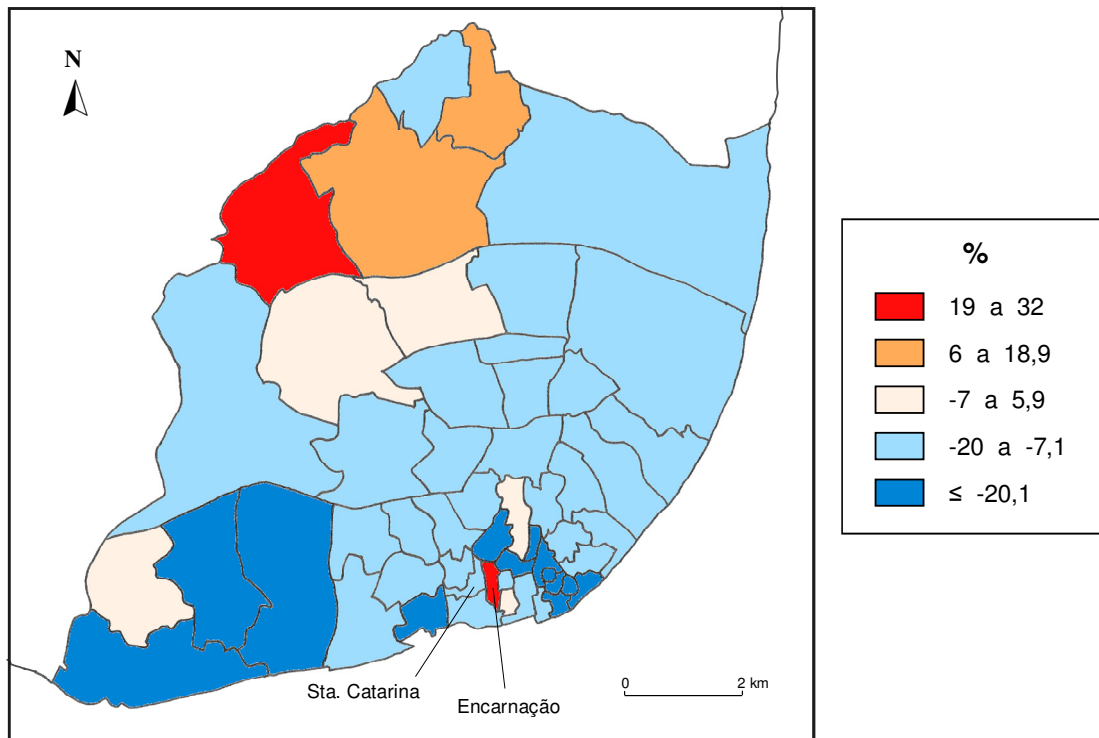 N
%
19 a 32
6 a 18,9
-7 a 5,9
-20 a -7,1
≤ -20,1
Sta. Catarina
Encarnação
0 2 km